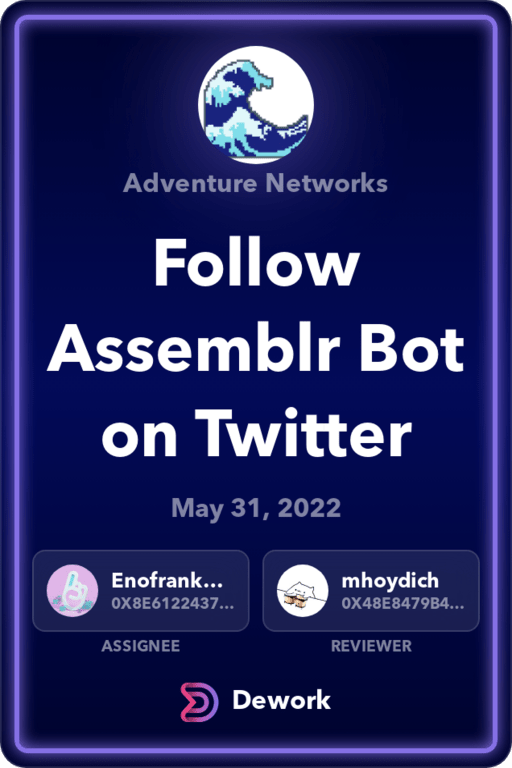 Adventure Networks
Follow
Assemblr Bot
on Twitter
May 31, 2022
Enofrank...
0X8E6122437...
ASSIGNEE
mhoydich
0X48E8479B4...
REVIEWER
Dework